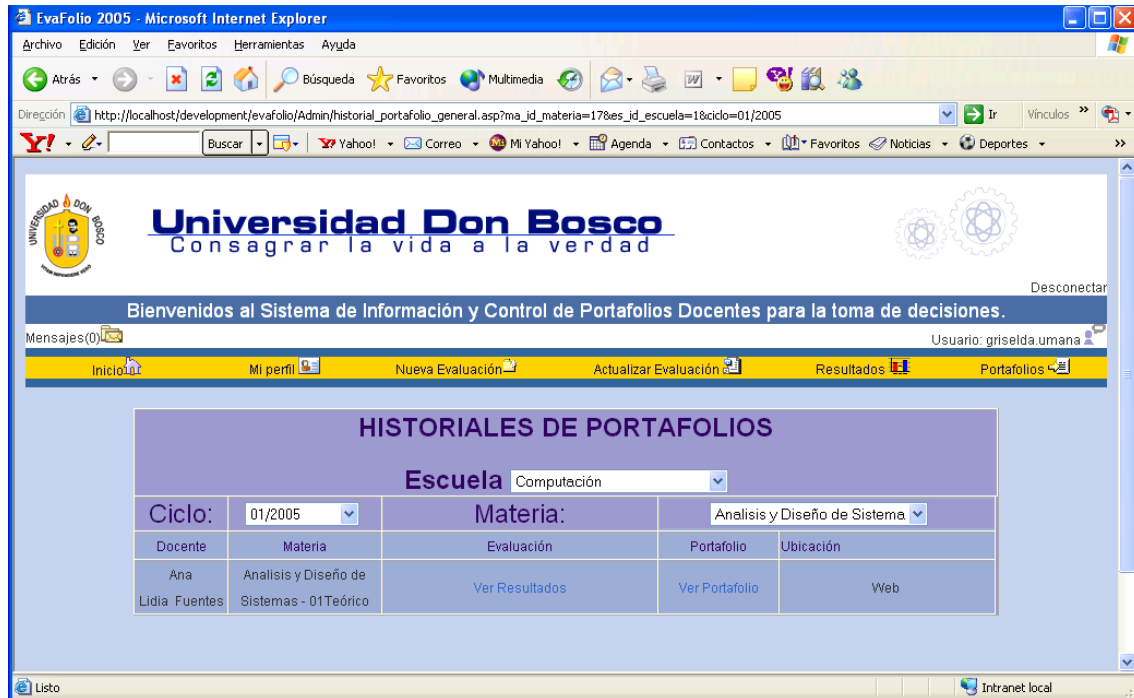 EvaFolio 2005 - Microsoft Internet Explorer
Archivo Edición Ver Favoritos Herramientas Ayuda
Atrás Búsqueda Favoritos Multimedia
Dirección http://localhost/development/evafolio/Admin/historial_portafolio_general.asp?ma_id_materia=17&es_id_escuela=1&ciclo=01/2005 Ir Vínculos »
Y! Buscar Yahoo! Correo Mi Yahoo! Agenda Contactos Favoritos Noticias Deportes »
UNIVERSIDAD DON BOSCO
Universidad Don Bosco
Consagrar la vida a la verdad
Desconectar
Bienvenidos al Sistema de Información y Control de Portafolios Docentes para la toma de decisiones.
Mensajes(0) Usuario: griselda.umana
Inicio Mi perfil Nueva Evaluación Actualizar Evaluación Resultados Portafolios
HISTORIALES DE PORTAFOLIOS
Escuela Computación
Ciclo: 01/2005 Materia: Analisis y Diseño de Sistema
Docente Materia Evaluación Portafolio Ubicación
Ana Analisis y Diseño de
Ver Resultados Ver Portafolio Web
Lidia Fuentes Sistemas - 01Teórico
Listo Intranet local